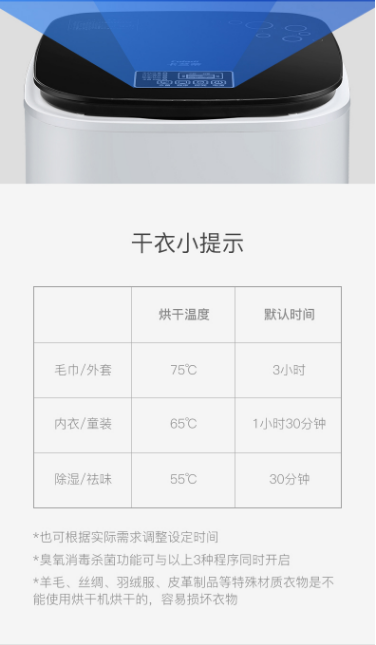 干衣小提示
烘干温度 默认时间
毛巾/外套 75℃ 3小时
内衣/童装 65℃ 1小时30分钟
除湿/祛味 55℃ 30分钟
*也可根据实际需求调整设定时间
*臭氧消毒杀菌功能可与以上3种程序同时开启
*羊毛、丝绸、羽绒服、皮革制品等特殊材质衣物是不
能使用烘干机烘干的，容易损坏衣物